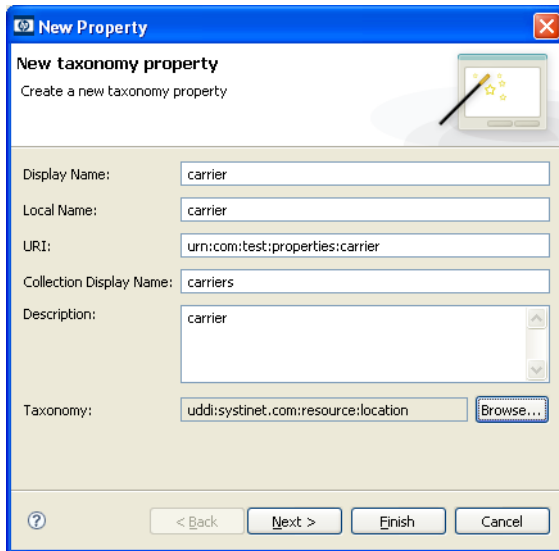 New Property
New taxonomy property
Create a new taxonomy property
Display Name: carrier
Local Name: carrier
URI: urn:com:test:properties:carrier
Collection Display Name: carriers
Description: carrier
Taxonomy: uddi:systinet.com:resource:location Browse...
? < Back Next > Finish Cancel